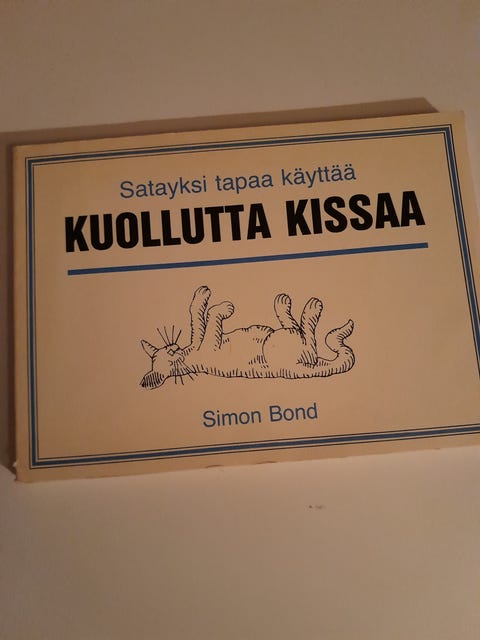 Satayksi tapaa käyttää
KUOLLUTTA KISSAA
Simon Bond